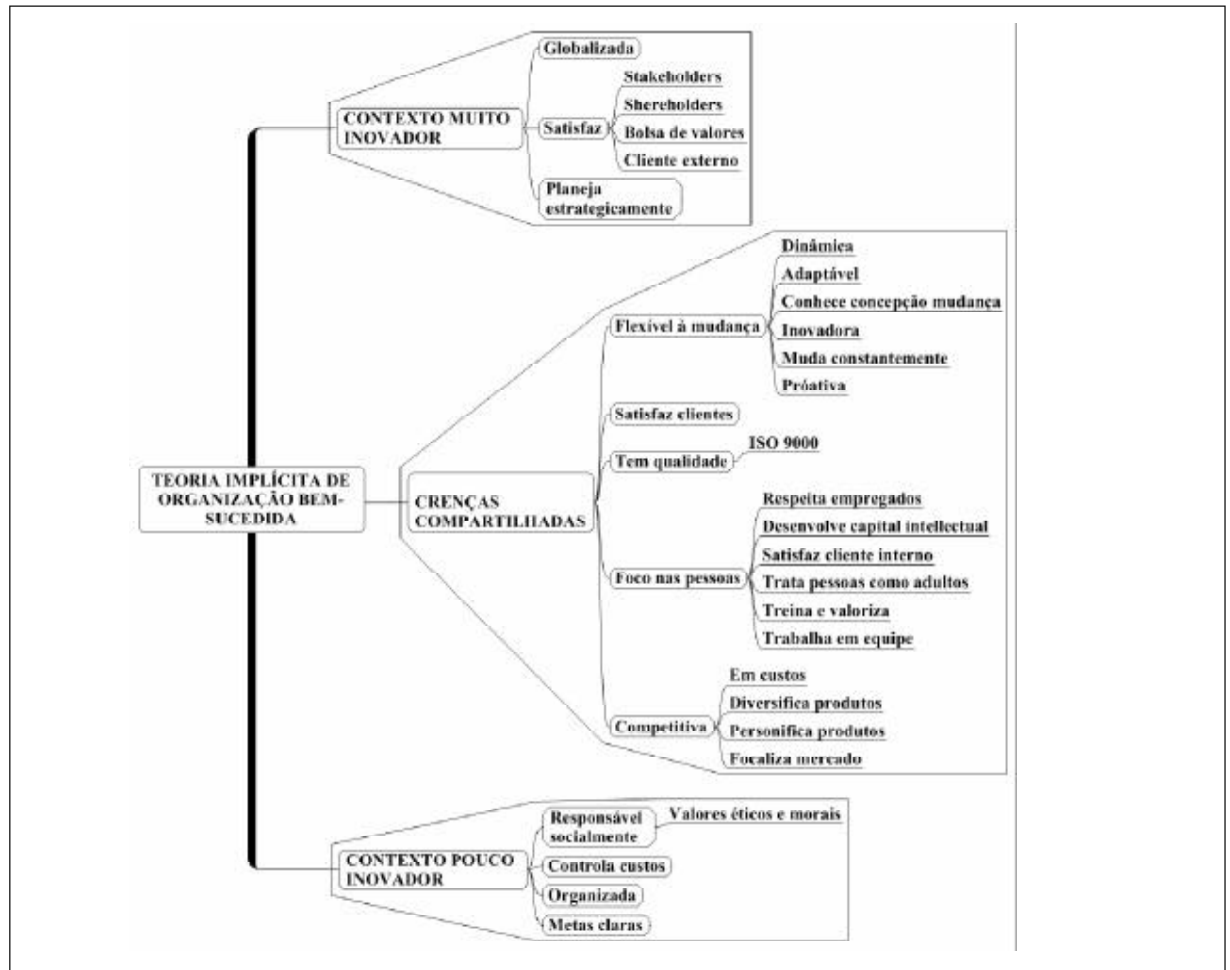 TEORIA IMPLÍCITA DE
ORGANIZAÇÃO BEM-
SUCEDIDA
CONTEXTO MUITO
INOVADOR
Globalizada
Satisfaz
Stakeholders
Shereholders
Bolsa de valores
Cliente externo
Planeja
estrategicamente
CRENÇAS
COMPARTILHADAS
Flexível à mudança
Dinâmica
Adaptável
Conhece concepção mudança
Inovadora
Muda constantemente
Próativa
Satisfaz clientes
Tem qualidade
ISO 9000
Foco nas pessoas
Respeita empregados
Desenvolve capital intellectual
Satisfaz cliente interno
Trata pessoas como adultos
Treina e valoriza
Trabalha em equipe
Competitiva
Em custos
Diversifica produtos
Personifica produtos
Focaliza mercado
CONTEXTO POUCO
INOVADOR
Responsável
socialmente
Valores éticos e morais
Controla custos
Organizada
Metas claras